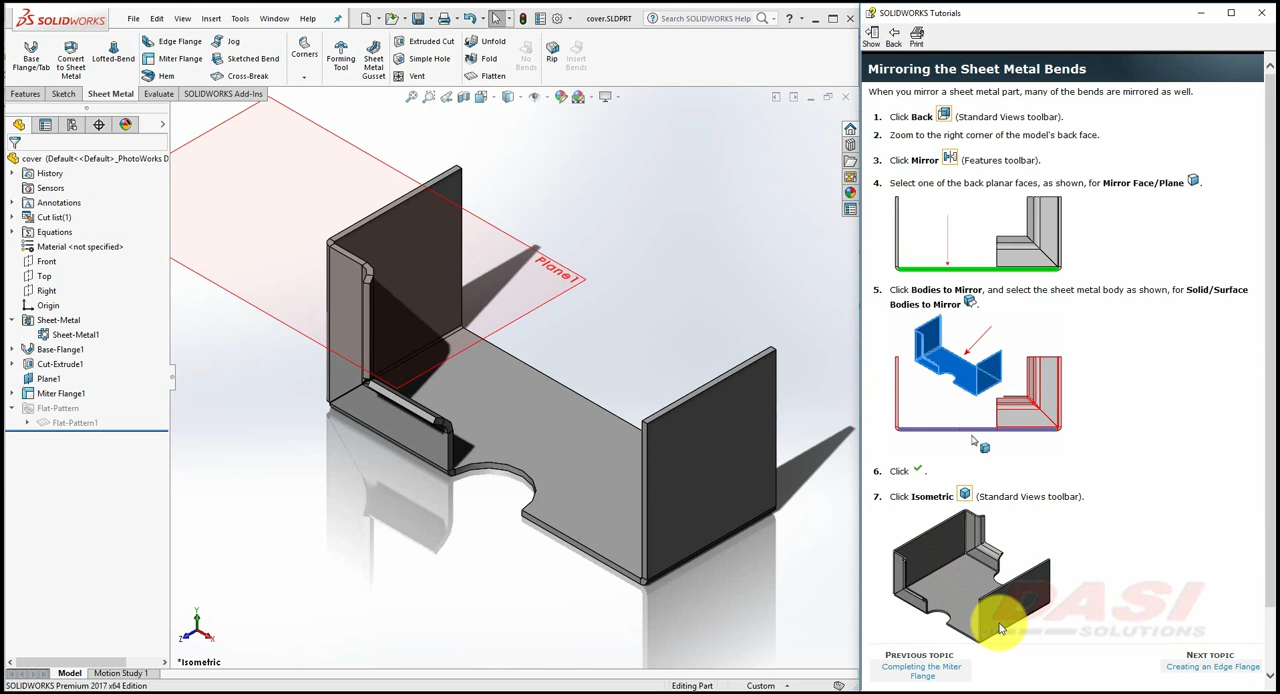 SOLIDWORKS
File Edit View Insert Tools Window Help
cover.SLDPRT
Search SOLIDWORKS Help
Base Flange/Tab
Convert to Sheet Metal
Lofted-Bend
Edge Flange
Miter Flange
Hem
Jog
Sketched Bend
Cross-Break
Corners
Forming Tool
Sheet Metal Gusset
Extruded Cut
Simple Hole
Vent
Unfold
Fold
Flatten
No Bends
Rip
Insert Bends
Features Sketch Sheet Metal Evaluate SOLIDWORKS Add-Ins
cover (Default<<Default>_PhotoWorks D
History
Sensors
Annotations
Cut list(1)
Equations
Material <not specified>
Front
Top
Right
Origin
Sheet-Metal
Sheet-Metal1
Base-Flange1
Cut-Extrude1
Plane1
Miter Flange1
Flat-Pattern
Flat-Pattern1
Plane1
Y
Z
X
*Isometric
Model Motion Study 1
SOLIDWORKS Premium 2017 x64 Edition
Editing Part
Custom
SOLIDWORKS Tutorials
Show Back Print
Mirroring the Sheet Metal Bends
When you mirror a sheet metal part, many of the bends are mirrored as well.
1. Click Back (Standard Views toolbar).
2. Zoom to the right corner of the model's back face.
3. Click Mirror (Features toolbar).
4. Select one of the back planar faces, as shown, for Mirror Face/Plane .
5. Click Bodies to Mirror, and select the sheet metal body as shown, for Solid/Surface
Bodies to Mirror .
6. Click .
7. Click Isometric (Standard Views toolbar).
DASI
SOLUTIONS
PREVIOUS TOPIC
Completing the Miter
Flange
NEXT TOPIC
Creating an Edge Flange